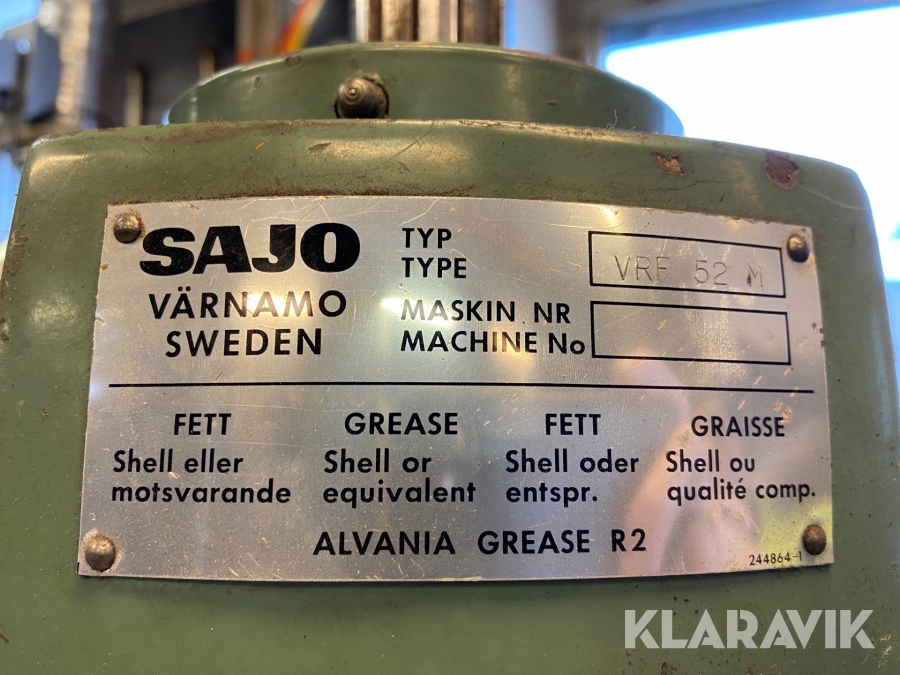 SAJO
VÄRNAMO
SWEDEN
TYP
TYPE
VRF 52 M
MASKIN NR
MACHINE No
FETT
Shell eller
motsvarande
GREASE
Shell or
equivalent
FETT
Shell oder
entspr.
GRAISSE
Shell ou
qualité comp.
ALVANIA GREASE R2
244864-1
KLARAVIK